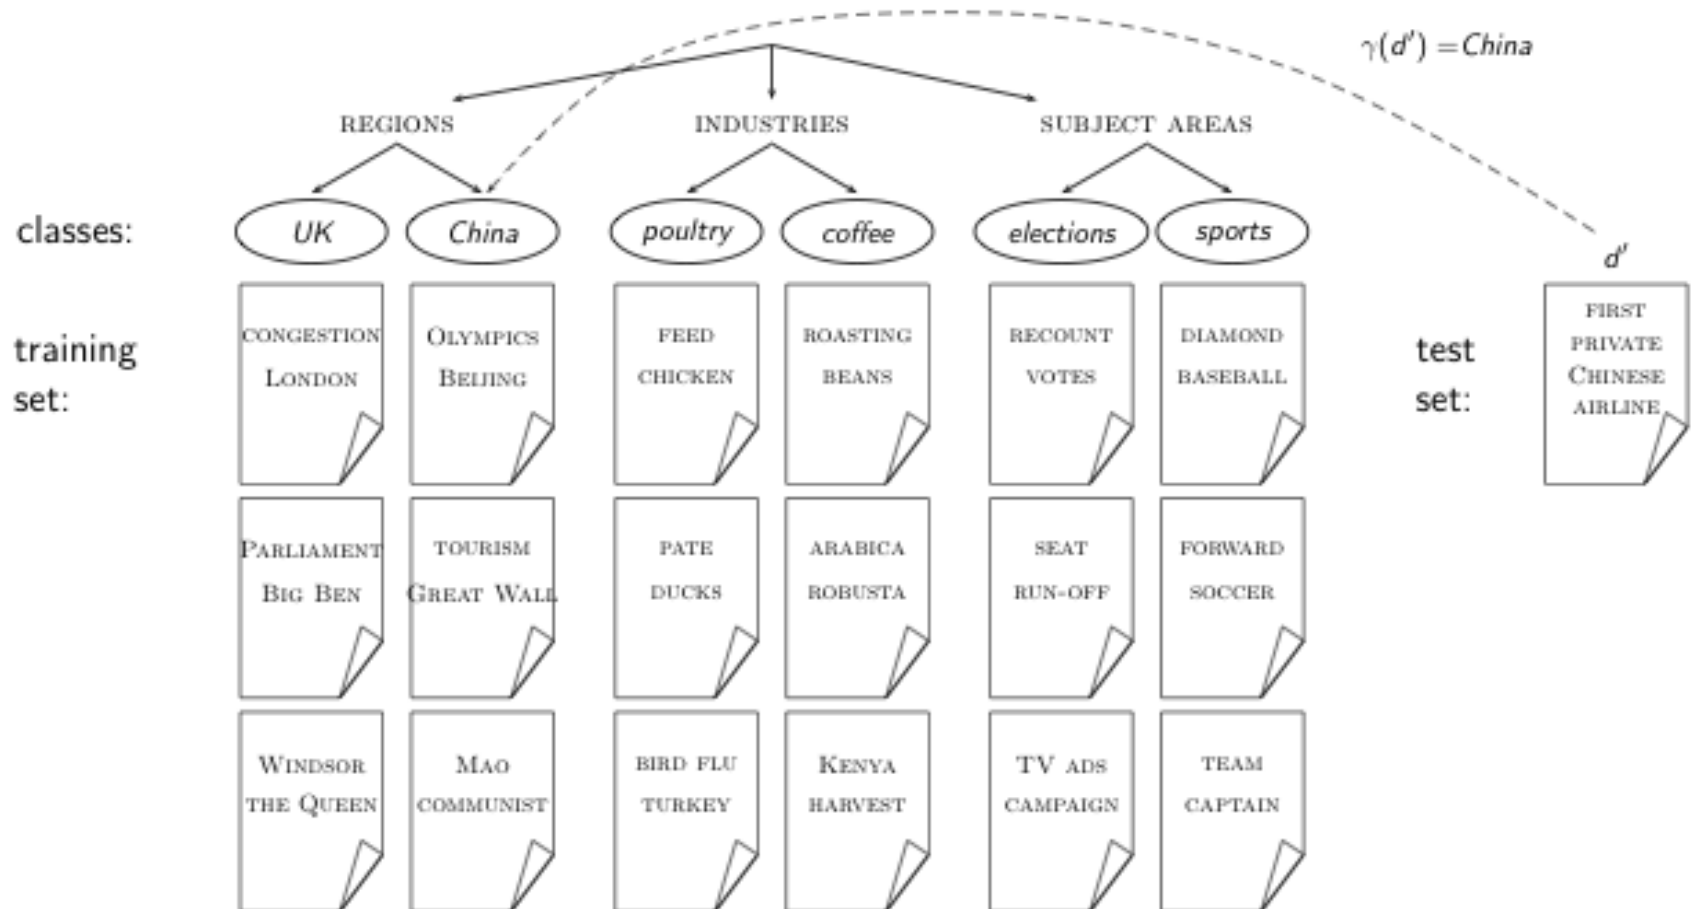 γ(d′) =China
REGIONS INDUSTRIES SUBJECT AREAS
classes: UK China poultry coffee elections sports
d′
training
set:
CONGESTION
LONDON
OLYMPICS
BEIJING
FEED
CHICKEN
ROASTING
BEANS
RECOUNT
VOTES
DIAMOND
BASEBALL
test
set:
FIRST
PRIVATE
CHINESE
AIRLINE
PARLIAMENT
BIG BEN
TOURISM
GREAT WALL
PATE
DUCKS
ARABICA
ROBUSTA
SEAT
RUN-OFF
FORWARD
SOCCER
WINDSOR
THE QUEEN
MAO
COMMUNIST
BIRD FLU
TURKEY
KENYA
HARVEST
TV ADS
CAMPAIGN
TEAM
CAPTAIN